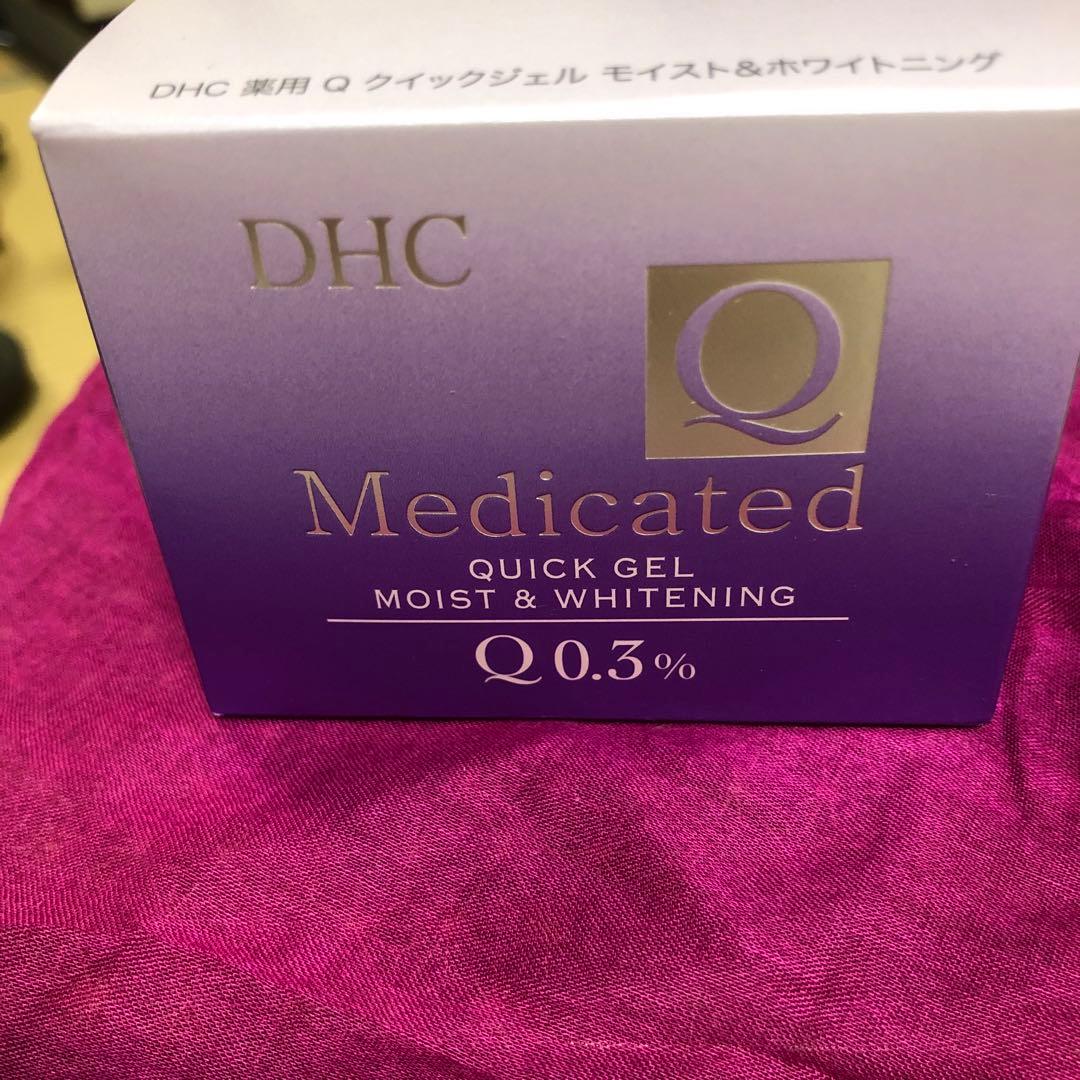 DHC 薬用 Q クイックジェル モイスト&ホワイトニング
DHC
Q
Medicated
QUICK GEL
MOIST & WHITENING
Q 0.3%